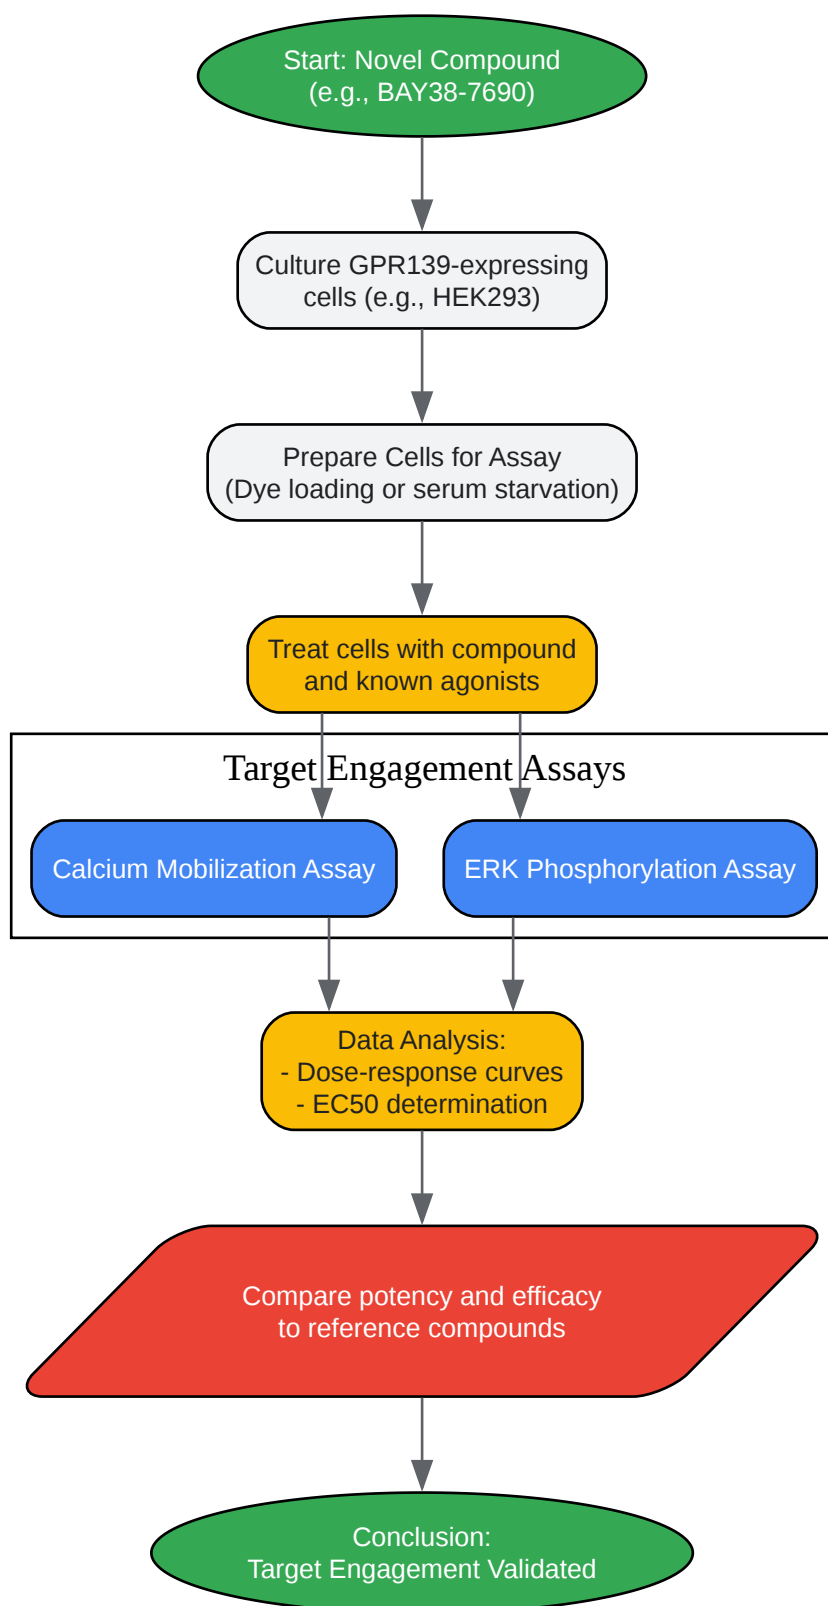 Start: Novel Compound
(e.g., BAY38-7690)
Culture GPR139-expressing
cells (e.g., HEK293)
Prepare Cells for Assay
(Dye loading or serum starvation)
Treat cells with compound
and known agonists
Target Engagement Assays
Calcium Mobilization Assay
ERK Phosphorylation Assay
Data Analysis:
- Dose-response curves
- EC50 determination
Compare potency and efficacy
to reference compounds
Conclusion:
Target Engagement Validated